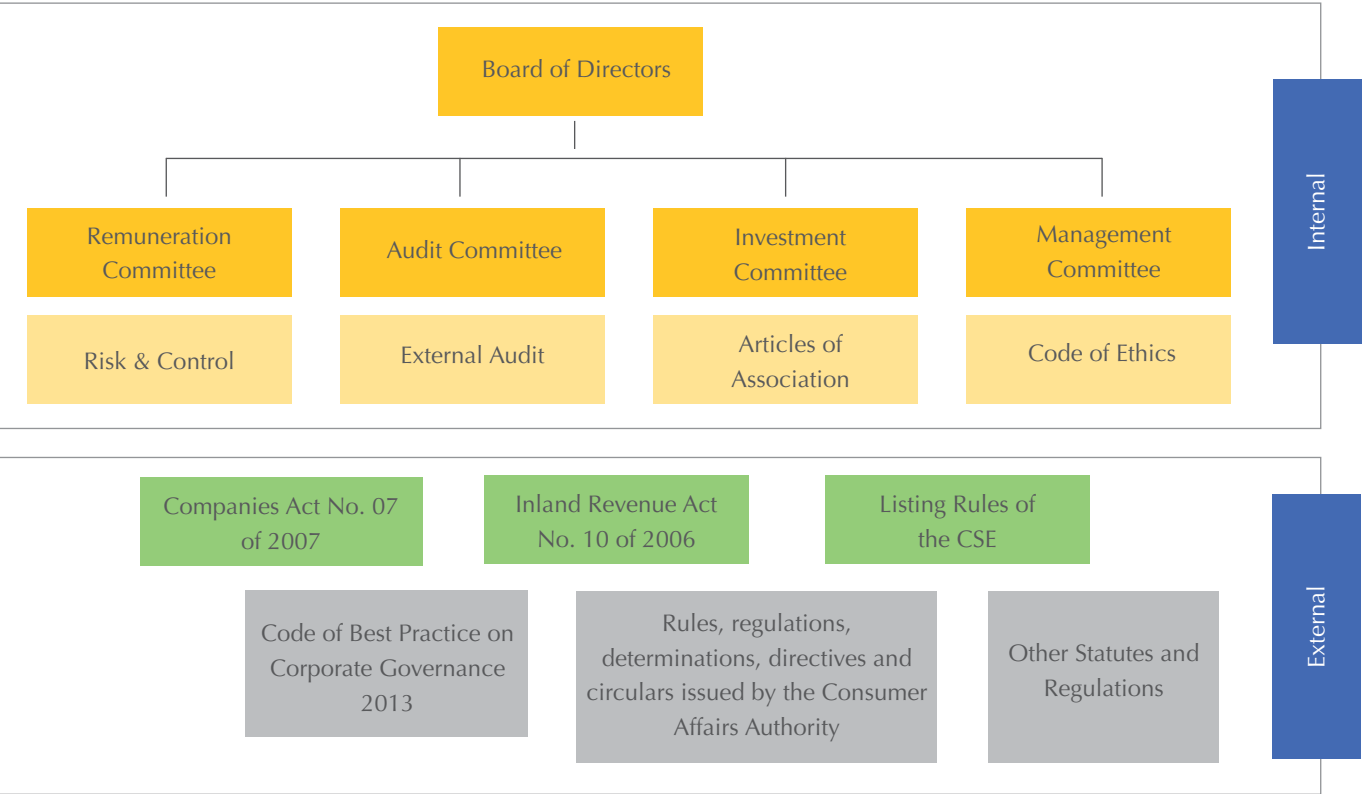 Board of Directors
Internal
Remuneration
Committee
Audit Committee
Investment
Committee
Management
Committee
Risk & Control
External Audit
Articles of
Association
Code of Ethics
External
Companies Act No. 07
of 2007
Inland Revenue Act
No. 10 of 2006
Listing Rules of
the CSE
Code of Best Practice on
Corporate Governance
2013
Rules, regulations,
determinations, directives and
circulars issued by the Consumer
Affairs Authority
Other Statutes and
Regulations